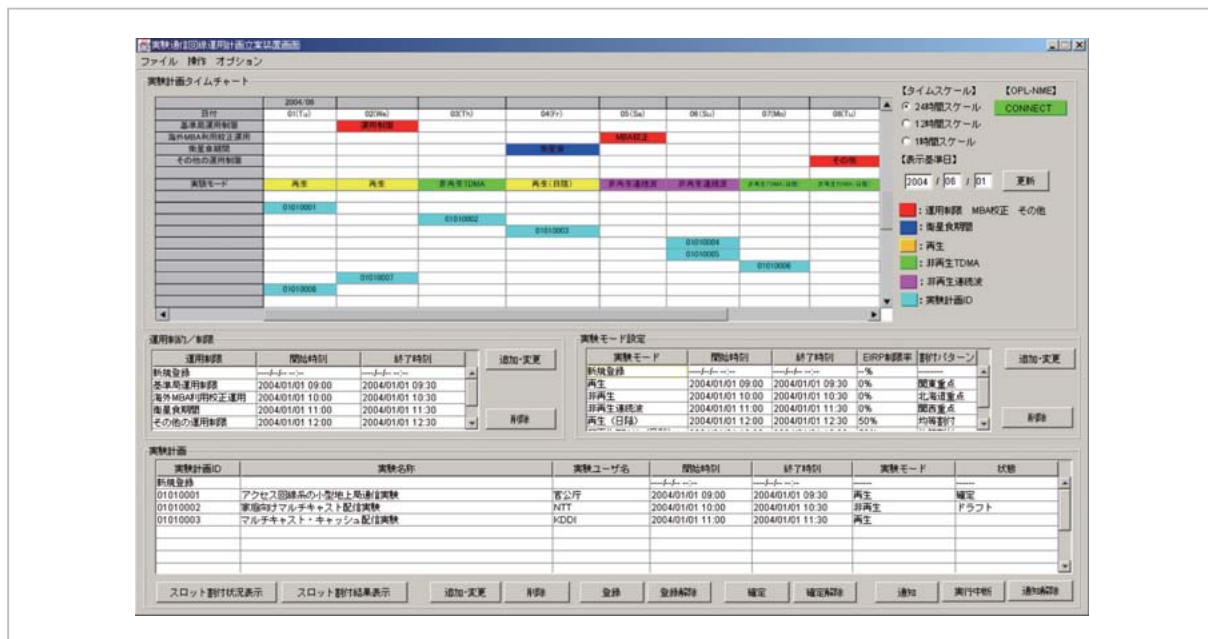 実験通信回線運用計画立案装置画面
ファイル 操作 オプション
実験計画タイムチャート
【タイムスケール】 【OPL-NME】
24時間スケール CONNECT
12時間スケール
1時間スケール
【表示基準日】
2004 / 06 / 01 更新
2004/06
日付 01(Tu) 02(We) 03(Th) 04(Fr) 05(Sa) 06(Su) 07(Mo) 08(Tu)
基準局運用制限 運用制限
海外MBA利用校正運用 MBA校正
衛星食期間 衛星食
その他の運用制限 その他
実験モード 再生 再生 非再生TDMA 再生(日陰) 非再生連続波 非再生連続波 非再生TDMA(日陰) 非再生TDMA(日陰)
01010001
01010002
01010003
01010004
01010005
01010006
01010007
01010008
：運用制限 MBA校正 その他
：衛星食期間
：再生
：非再生TDMA
：非再生連続波
：実験計画ID
運用制約／制限
運用制限 開始時刻 終了時刻
新規登録 ----/--/-- --:-- ----/--/-- --:--
基準局運用制限 2004/01/01 09:00 2004/01/01 09:30
海外MBA利用校正運用 2004/01/01 10:00 2004/01/01 10:30
衛星食期間 2004/01/01 11:00 2004/01/01 11:30
その他の運用制限 2004/01/01 12:00 2004/01/01 12:30
追加・変更
削除
実験モード設定
実験モード 開始時刻 終了時刻 EIRP制限率 割付パターン
新規登録 ----/--/-- --:-- ----/--/-- --:-- --% --------
再生 2004/01/01 09:00 2004/01/01 09:30 0% 関東重点
非再生 2004/01/01 10:00 2004/01/01 10:30 0% 北海道重点
非再生連続波 2004/01/01 11:00 2004/01/01 11:30 0% 関西重点
再生（日陰） 2004/01/01 12:00 2004/01/01 12:30 50% 均等割付
追加・変更
削除
実験計画
実験計画ID 実験名称 実験ユーザ名 開始時刻 終了時刻 実験モード 状態
新規登録 ----/--/-- --:-- ----/--/-- --:-- ------ ------
01010001 アクセス回線系の小型地上局通信実験 官公庁 2004/01/01 09:00 2004/01/01 09:30 再生 確定
01010002 家庭向けマルチキャスト配信実験 NTT 2004/01/01 10:00 2004/01/01 10:30 非再生 ドラフト
01010003 マルチキャスト・キャッシュ配信実験 KDDI 2004/01/01 11:00 2004/01/01 11:30 再生
スロット割付状況表示 スロット割付結果表示 追加・変更 削除 登録 登録解除 確定 確定解除 通知 実行中断 通知解除